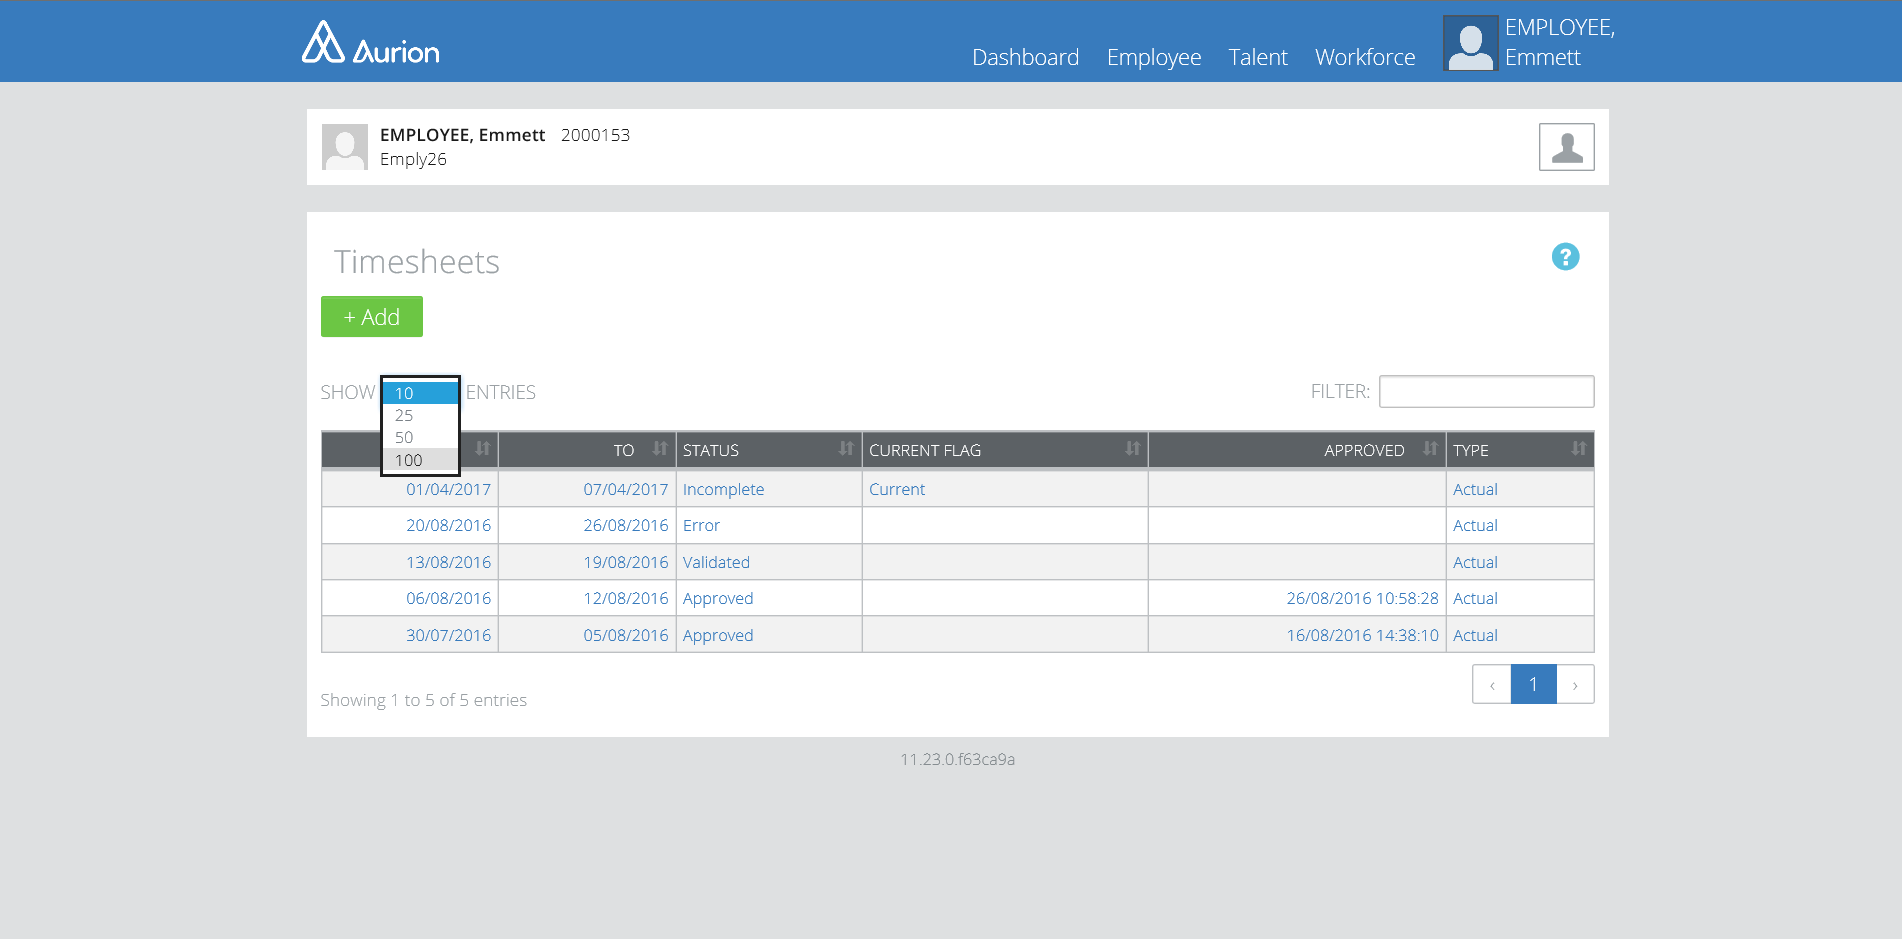 Aurion
Dashboard Employee Talent Workforce
EMPLOYEE,
Emmett
EMPLOYEE, Emmett 2000153
Emply26
Timesheets
?
+ Add
SHOW 10 ENTRIES
25
50
100
FILTER:
TO STATUS CURRENT FLAG APPROVED TYPE
01/04/2017 07/04/2017 Incomplete Current Actual
20/08/2016 26/08/2016 Error Actual
13/08/2016 19/08/2016 Validated Actual
06/08/2016 12/08/2016 Approved 26/08/2016 10:58:28 Actual
30/07/2016 05/08/2016 Approved 16/08/2016 14:38:10 Actual
‹ 1 ›
Showing 1 to 5 of 5 entries
11.23.0.f63ca9a